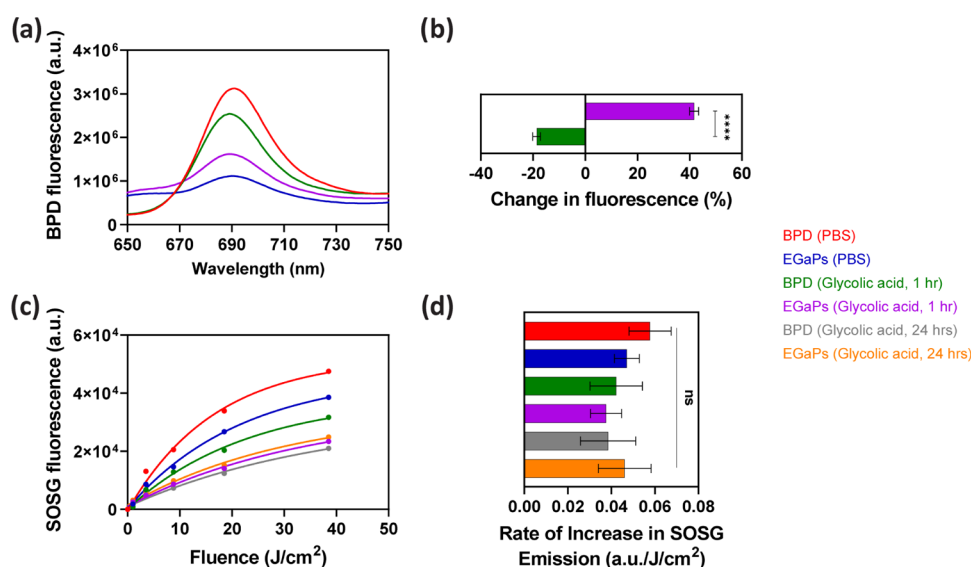 (a)
BPD fluorescence (a.u.)
4×10⁶
3×10⁶
2×10⁶
1×10⁶
0
650 670 690 710 730 750
Wavelength (nm)
(b)
****
-40 -20 0 20 40 60
Change in fluorescence (%)
BPD (PBS)
EGaPs (PBS)
BPD (Glycolic acid, 1 hr)
EGaPs (Glycolic acid, 1 hr)
BPD (Glycolic acid, 24 hrs)
EGaPs (Glycolic acid, 24 hrs)
(c)
SOSG fluorescence (a.u.)
6×10⁴
4×10⁴
2×10⁴
0
0 10 20 30 40 50
Fluence (J/cm²)
(d)
ns
0.00 0.02 0.04 0.06 0.08
Rate of Increase in SOSG
Emission (a.u./J/cm²)